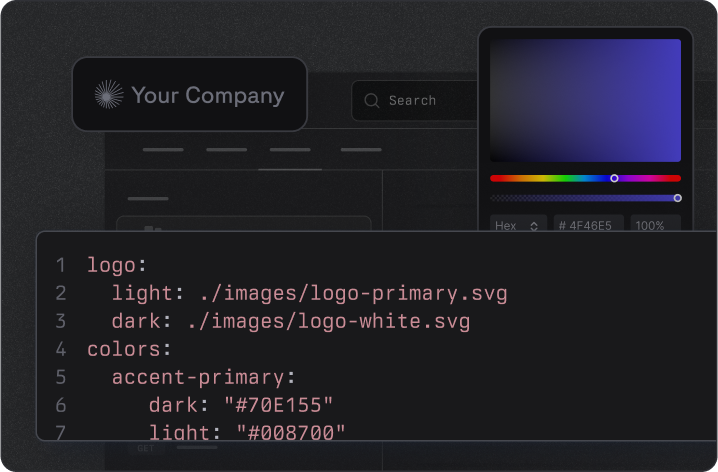 Your Company
Search
Hex
# 4F46E5
100%
1 logo:
2 light: ./images/logo-primary.svg
3 dark: ./images/logo-white.svg
4 colors:
5 accent-primary:
6 dark: "#70E155"
7 light: "#008700"
GET